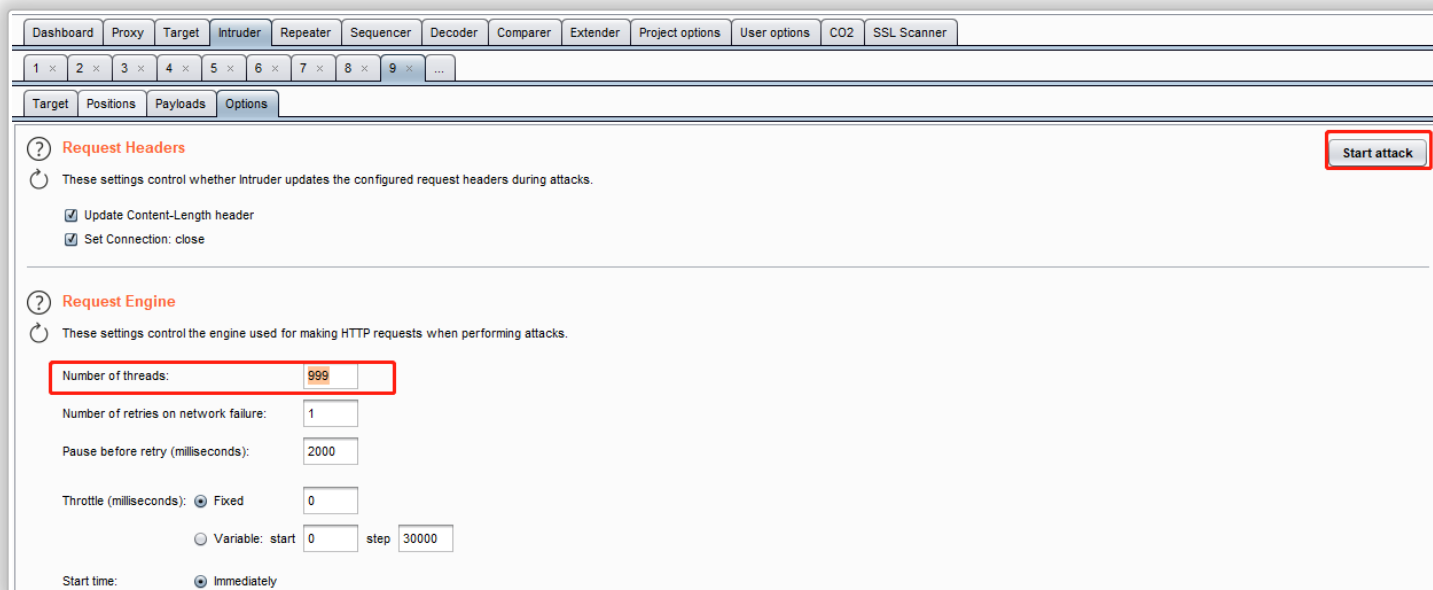 Dashboard Proxy Target Intruder Repeater Sequencer Decoder Comparer Extender Project options User options CO2 SSL Scanner
1 × 2 × 3 × 4 × 5 × 6 × 7 × 8 × 9 × ...
Target Positions Payloads Options
? Request Headers
Start attack
These settings control whether Intruder updates the configured request headers during attacks.
Update Content-Length header
Set Connection: close
? Request Engine
These settings control the engine used for making HTTP requests when performing attacks.
Number of threads: 999
Number of retries on network failure: 1
Pause before retry (milliseconds): 2000
Throttle (milliseconds): Fixed 0
Variable: start 0 step 30000
Start time: Immediately